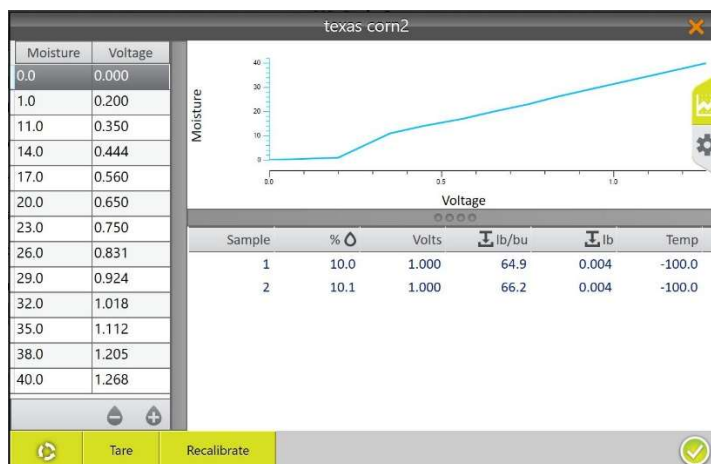 texas corn2
Moisture Voltage
0.0 0.000
1.0 0.200
11.0 0.350
14.0 0.444
17.0 0.560
20.0 0.650
23.0 0.750
26.0 0.831
29.0 0.924
32.0 1.018
35.0 1.112
38.0 1.205
40.0 1.268
Moisture
40
30
20
10
0
0.0 0.5 1.0
Voltage
Sample % Volts lb/bu lb Temp
1 10.0 1.000 64.9 0.004 -100.0
2 10.1 1.000 66.2 0.004 -100.0
Tare Recalibrate